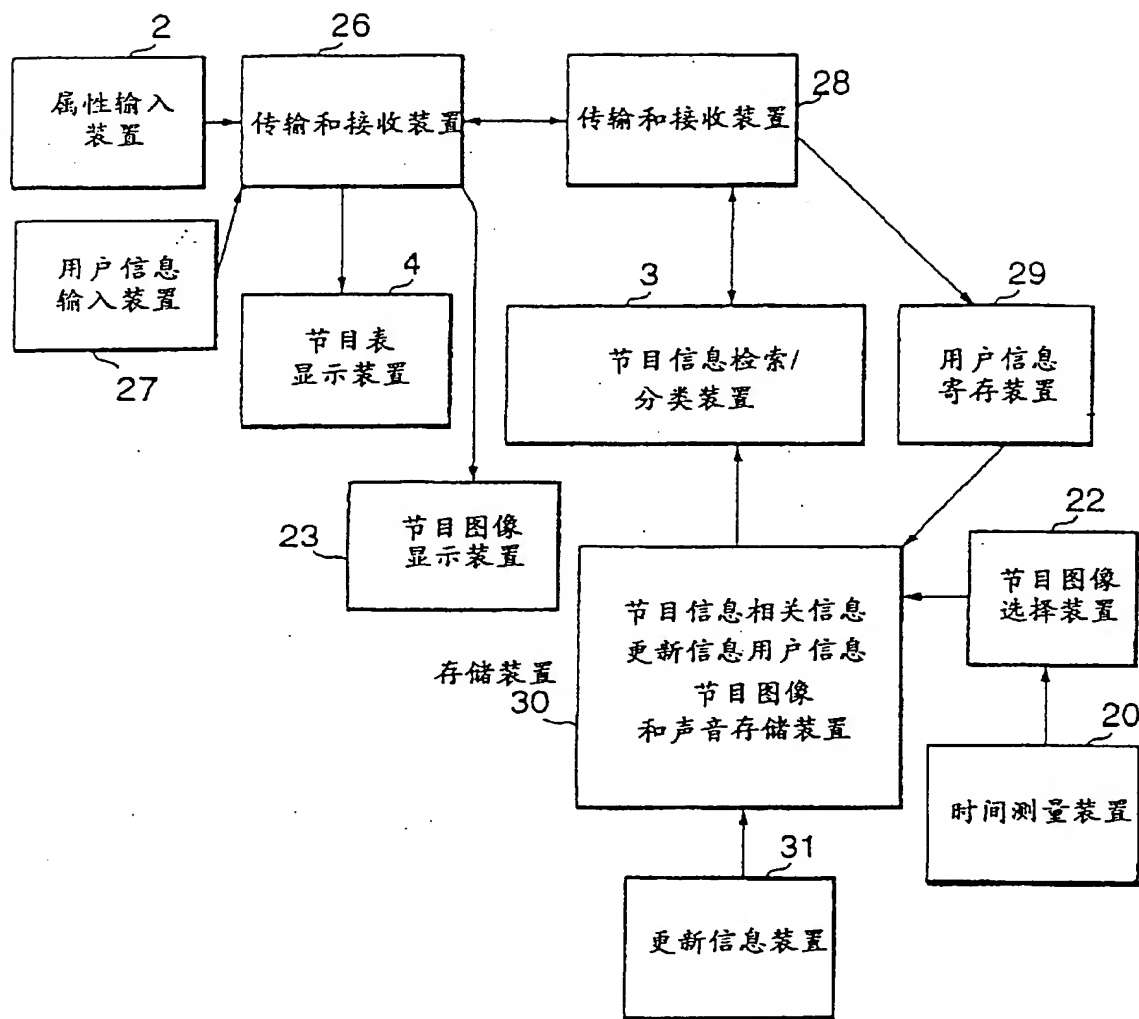 2
26
28
属性输入
装置
传输和接收装置
传输和接收装置
用户信息
输入装置
27
4
节目表
显示装置
3
节目信息检索/
分类装置
29
用户信息
寄存装置
23
节目图像
显示装置
22
节目图像
选择装置
存储装置
30
节目信息相关信息
更新信息用户信息
节目图像
和声音存储装置
20
时间测量装置
31
更新信息装置